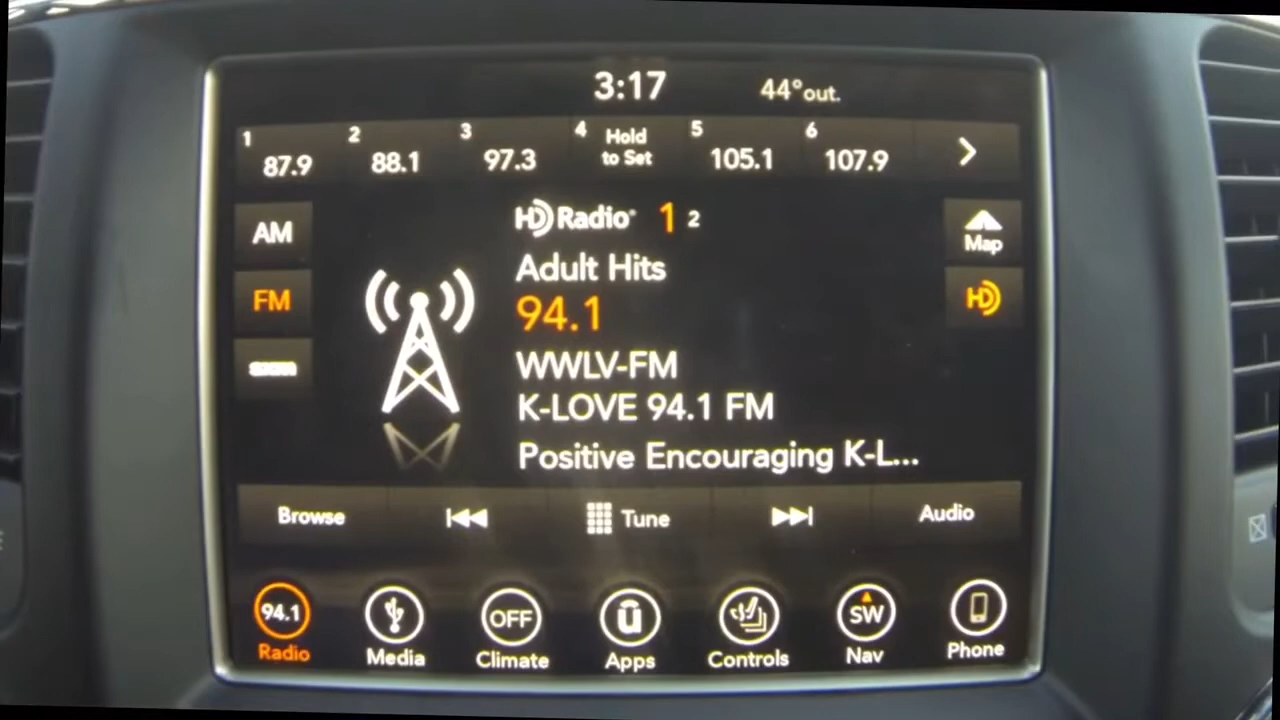 3:17 44°out.
1 87.9 2 88.1 3 97.3 4 Hold to Set 5 105.1 6 107.9
HD Radio 1 2
AM Map
Adult Hits
FM 94.1 HD
WWLV-FM
K-LOVE 94.1 FM
Positive Encouraging K-L...
Browse Tune Audio
94.1 OFF u SW
Radio Media Climate Apps Controls Nav Phone